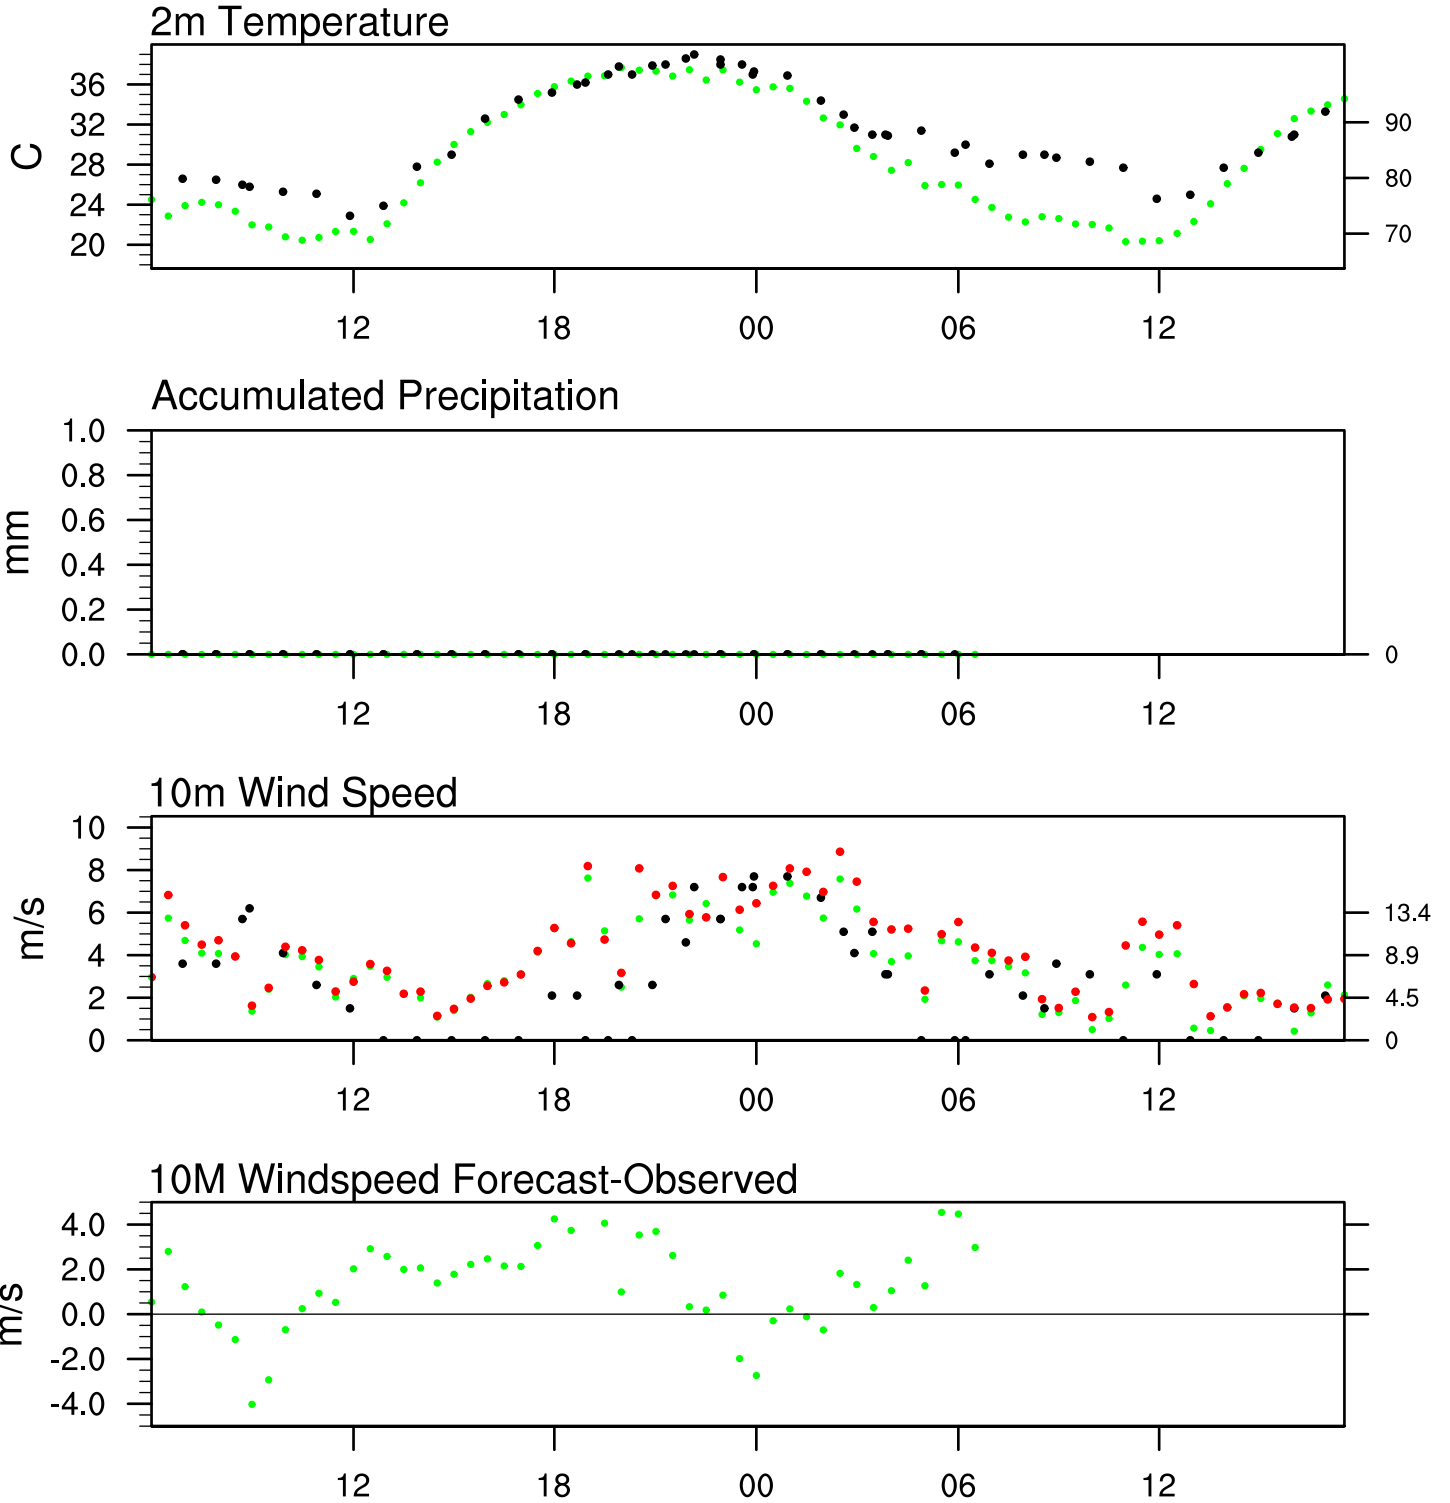 2m Temperature
C
36
32
28
24
20
90
80
70
12 18 00 06 12
Accumulated Precipitation
mm
1.0
0.8
0.6
0.4
0.2
0.0
0
12 18 00 06 12
10m Wind Speed
m/s
10
8
6
4
2
0
13.4
8.9
4.5
0
12 18 00 06 12
10M Windspeed Forecast-Observed
m/s
4.0
2.0
0.0
-2.0
-4.0
12 18 00 06 12